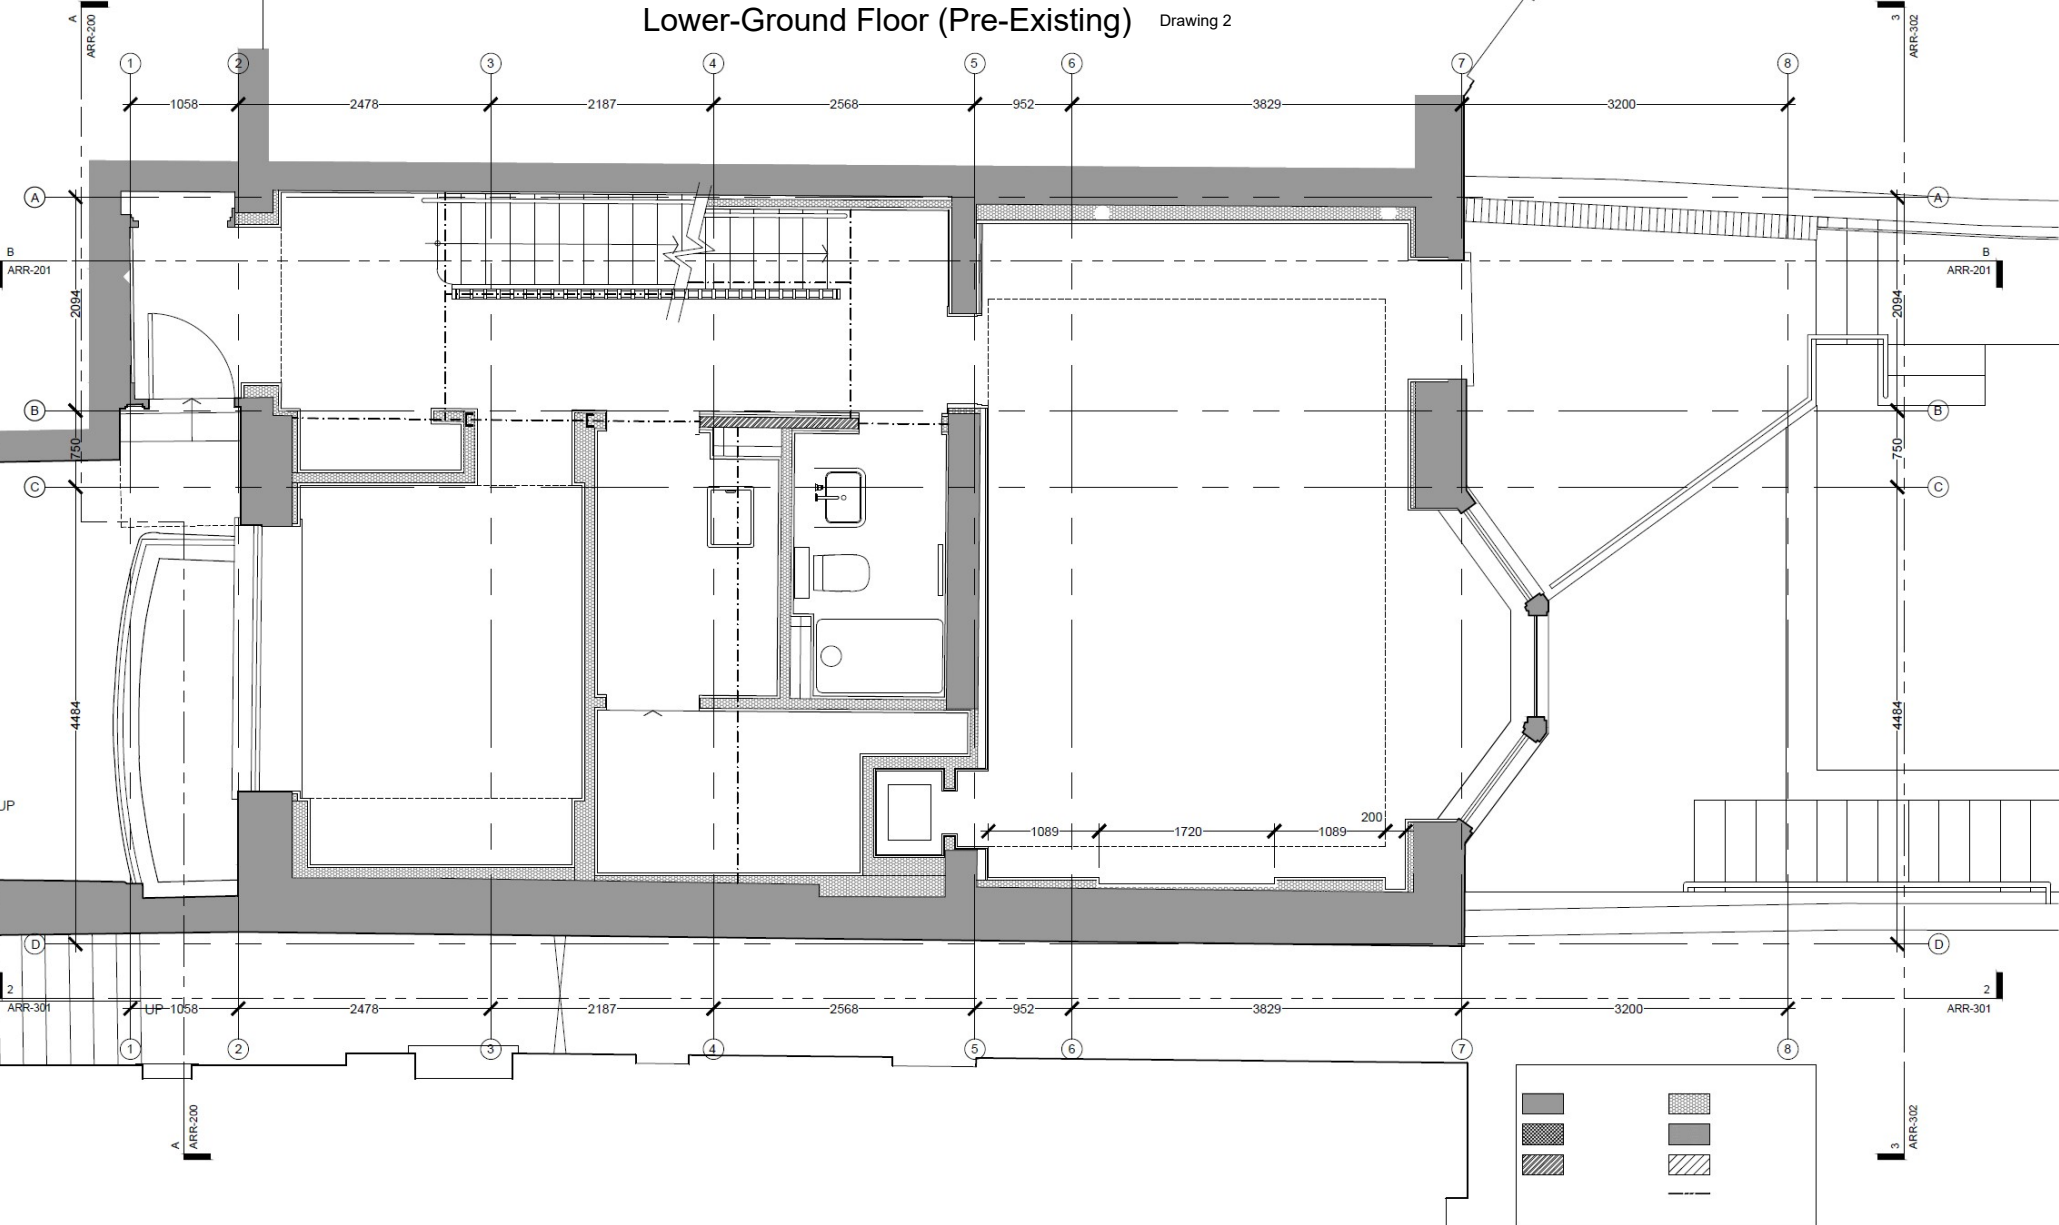 Lower-Ground Floor (Pre-Existing) Drawing 2
A ARR-200
3 ARR-302
1 2 3 4 5 6 7 8
1058 2478 2187 2568 952 3829 3200
A A
B B
ARR-201 ARR-201
2094 2094
B B
750 750
C C
4484 4484
UP
200
1089 1720 1089
D D
2 2
ARR-301 ARR-301
UP 1058 2478 2187 2568 952 3829 3200
1 2 3 4 5 6 7 8
A ARR-200
3 ARR-302